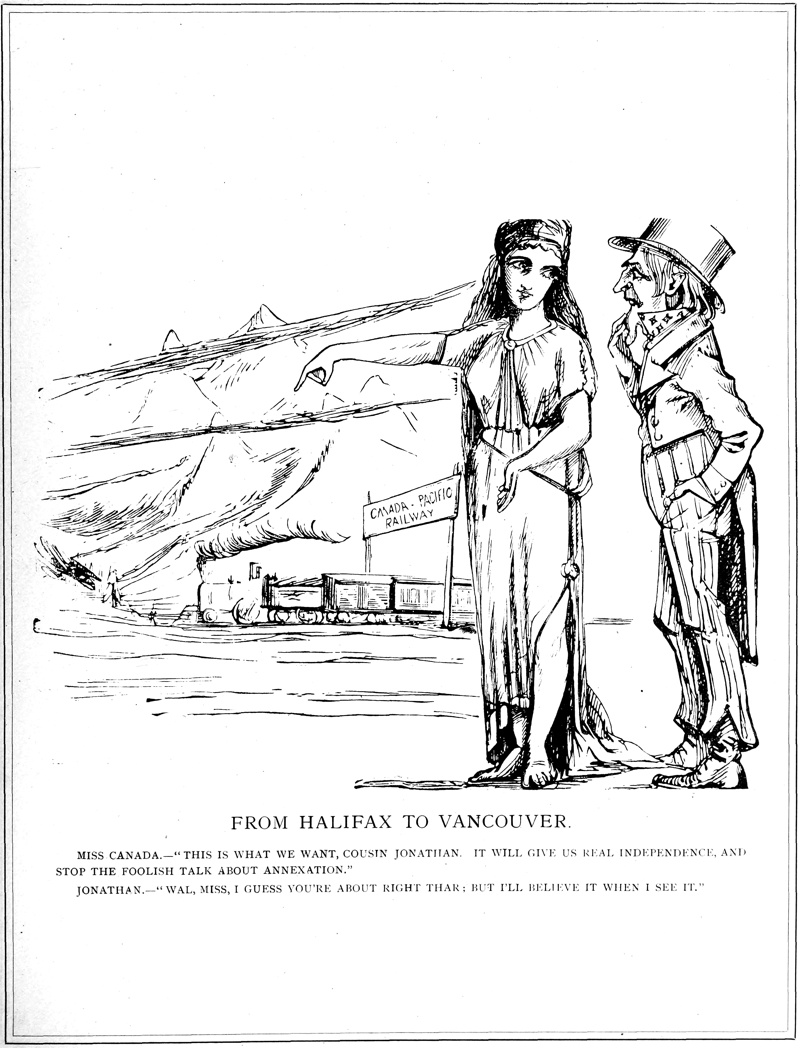 CANADA-PACIFIC
RAILWAY
FROM HALIFAX TO VANCOUVER.
MISS CANADA.—"THIS IS WHAT WE WANT, COUSIN JONATHAN. IT WILL GIVE US REAL INDEPENDENCE, AND
STOP THE FOOLISH TALK ABOUT ANNEXATION."
JONATHAN.—"WAL, MISS, I GUESS YOU'RE ABOUT RIGHT THAR; BUT I'LL BELIEVE IT WHEN I SEE IT."